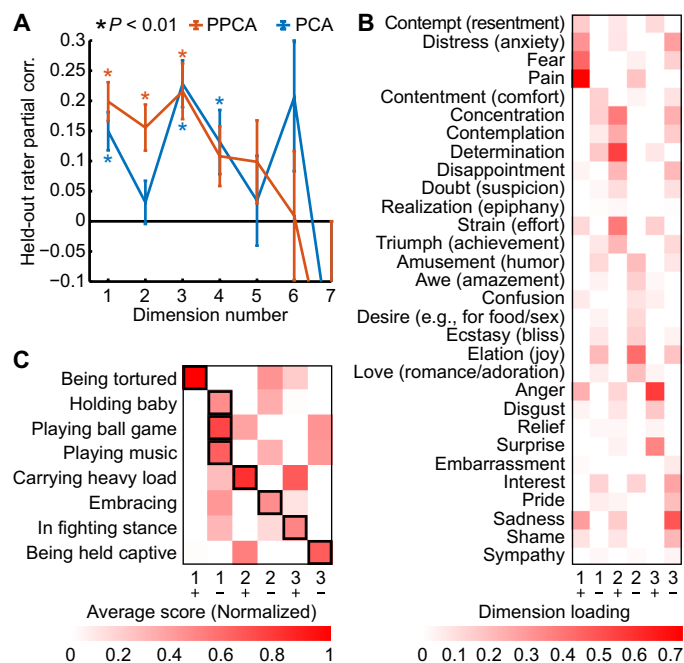 A
*P < 0.01 PPCA PCA
Held-out rater partial corr.
0.3
0.25
0.2
0.15
0.1
0.05
0
−0.05
−0.1
* * * *
* *
1 2 3 4 5 6 7
Dimension number
B
Contempt (resentment)
Distress (anxiety)
Fear
Pain
Contentment (comfort)
Concentration
Contemplation
Determination
Disappointment
Doubt (suspicion)
Realization (epiphany)
Strain (effort)
Triumph (achievement)
Amusement (humor)
Awe (amazement)
Confusion
Desire (e.g., for food/sex)
Ecstasy (bliss)
Elation (joy)
Love (romance/adoration)
Anger
Disgust
Relief
Surprise
Embarrassment
Interest
Pride
Sadness
Shame
Sympathy
1 1 2 2 3 3
+ − + − + −
Dimension loading
0 0.1 0.2 0.3 0.4 0.5 0.6 0.7
C
Being tortured
Holding baby
Playing ball game
Playing music
Carrying heavy load
Embracing
In fighting stance
Being held captive
1 1 2 2 3 3
+ − + − + −
Average score (Normalized)
0 0.2 0.4 0.6 0.8 1